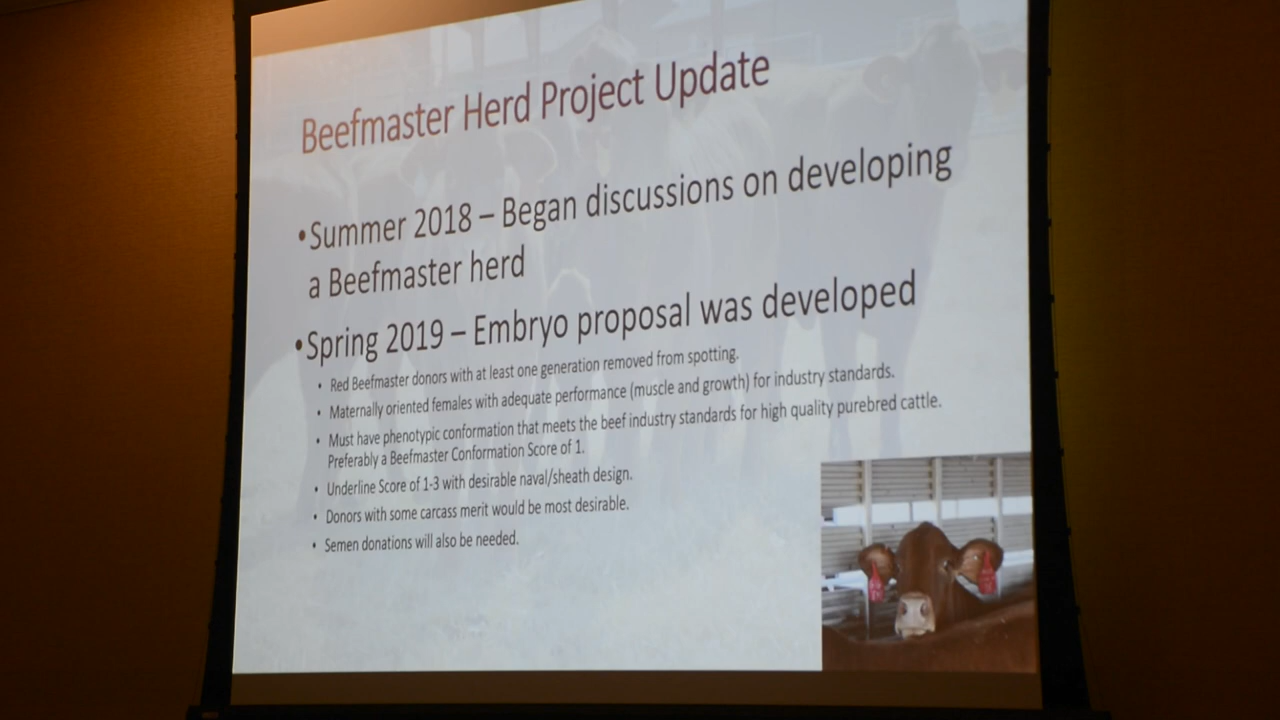 Beefmaster Herd Project Update
•Summer 2018 – Began discussions on developing
a Beefmaster herd
•Spring 2019 – Embryo proposal was developed
• Red Beefmaster donors with at least one generation removed from spotting.
• Maternally oriented females with adequate performance (muscle and growth) for industry standards.
• Must have phenotypic conformation that meets the beef industry standards for high quality purebred cattle.
Preferably a Beefmaster Conformation Score of 1.
• Underline Score of 1-3 with desirable naval/sheath design.
• Donors with some carcass merit would be most desirable.
• Semen donations will also be needed.